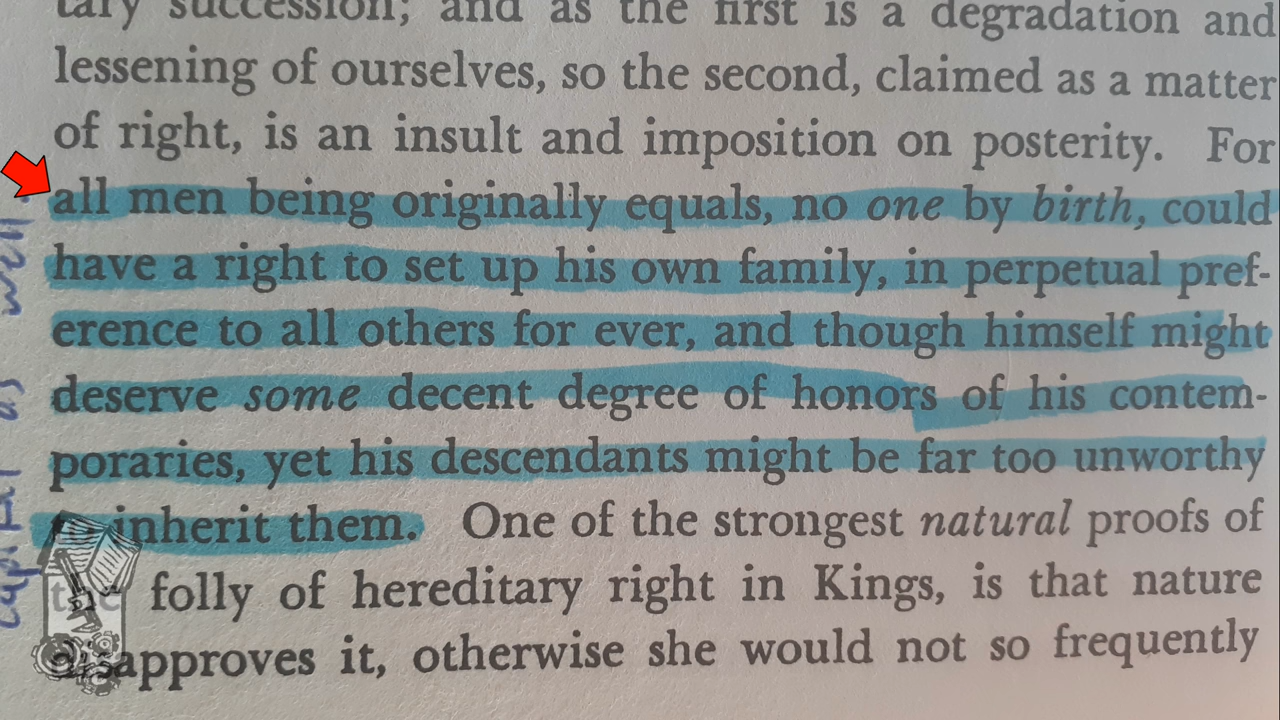 tary succession; and as the first is a degradation and
lessening of ourselves, so the second, claimed as a matter
of right, is an insult and imposition on posterity. For
all men being originally equals, no one by birth, could
have a right to set up his own family, in perpetual pref-
erence to all others for ever, and though himself might
deserve some decent degree of honors of his contem-
poraries, yet his descendants might be far too unworthy
inherit them. One of the strongest natural proofs of
folly of hereditary right in Kings, is that nature
disapproves it, otherwise she would not so frequently
capital as well